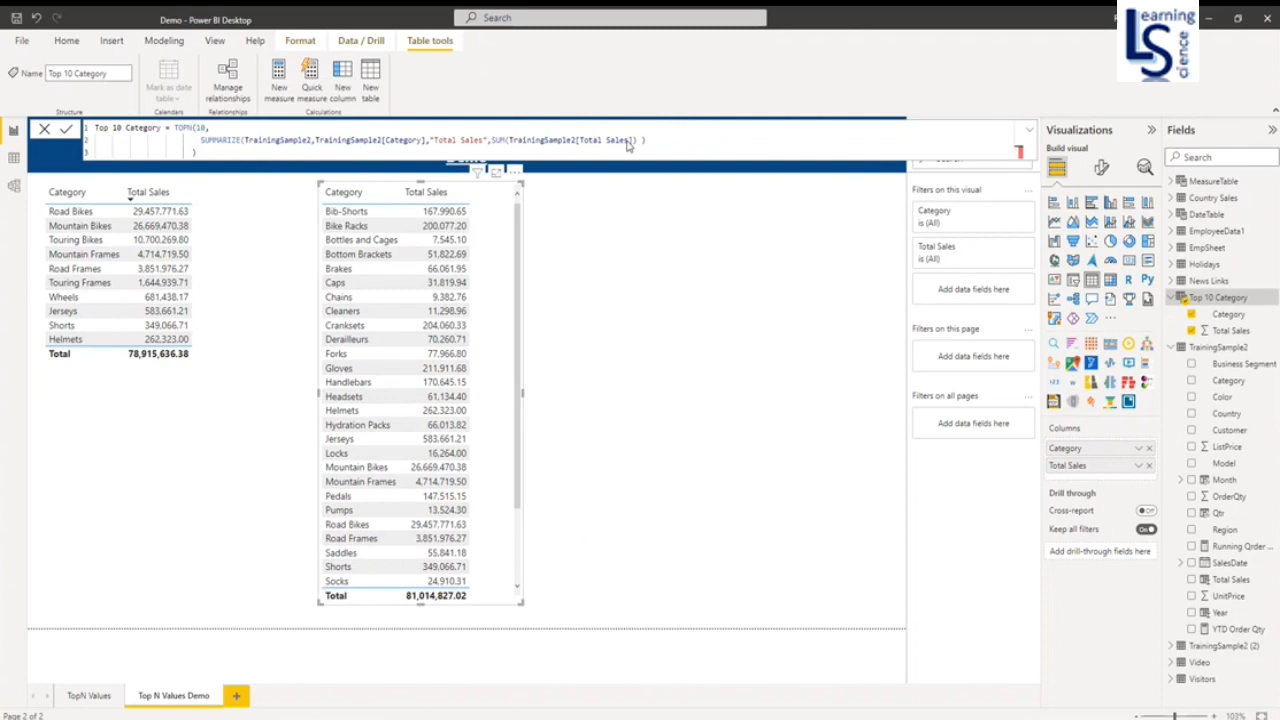 Demo - Power BI Desktop
Search
Learning
Science
File Home Insert Modeling View Help Format Data / Drill Table tools
Name Top 10 Category
Mark as date table
Manage relationships
New measure
Quick measure
New column
New table
Structure Calendars Relationships Calculations
1 Top 10 Category = TOPN(10,
2 SUMMARIZE(TrainingSample2,TrainingSample2[Category],"Total Sales",SUM(TrainingSample2[Total Sales]) )
3 )
Demo
Category Total Sales
Road Bikes 29,457,771.63
Mountain Bikes 26,669,470.38
Touring Bikes 10,700,269.80
Mountain Frames 4,714,719.50
Road Frames 3,851,976.27
Touring Frames 1,644,939.71
Wheels 681,438.17
Jerseys 583,661.21
Shorts 349,066.71
Helmets 262,323.00
Total 78,915,636.38
Category Total Sales
Bib-Shorts 167,990.65
Bike Racks 200,077.20
Bottles and Cages 7,545.10
Bottom Brackets 51,822.69
Brakes 66,061.95
Caps 31,819.94
Chains 9,382.76
Cleaners 11,298.96
Cranksets 204,060.33
Derailleurs 70,260.71
Forks 77,966.80
Gloves 211,911.68
Handlebars 170,645.15
Headsets 61,134.40
Helmets 262,323.00
Hydration Packs 66,013.82
Jerseys 583,661.21
Locks 16,264.00
Mountain Bikes 26,669,470.38
Mountain Frames 4,714,719.50
Pedals 147,515.15
Pumps 13,524.30
Road Bikes 29,457,771.63
Road Frames 3,851,976.27
Saddles 55,841.18
Shorts 349,066.71
Socks 24,910.31
Total 81,014,827.02
Filters on this visual
Category
is (All)
Total Sales
is (All)
Add data fields here
Filters on this page
Add data fields here
Filters on all pages
Add data fields here
Visualizations
Build visual
R
Py
Columns
Category
Total Sales
Drill through
Cross-report Off
Keep all filters On
Add drill-through fields here
Fields
Search
MeasureTable
Country Sales
DateTable
EmployeeData1
EmpSheet
Holidays
News Links
Top 10 Category
Category
Total Sales
TrainingSample2
Business Segment
Category
Color
Country
Customer
ListPrice
Model
Month
OrderQty
Qtr
Region
Running Qrder ...
SalesDate
Total Sales
UnitPrice
Year
YTD Order Qty
TrainingSample2 (2)
Video
Visitors
TopN Values Top N Values Demo
Page 2 of 2
103%